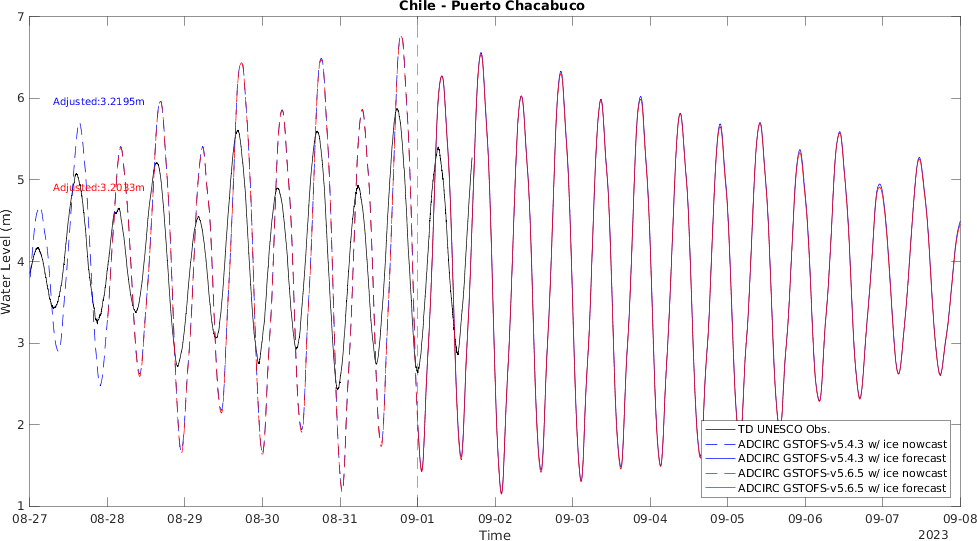 Chile - Puerto Chacabuco
7
6
5
4
3
2
1
Water Level (m)
Adjusted:3.2195m
Adjusted:3.2033m
TD UNESCO Obs.
ADCIRC GSTOFS-v5.4.3 w/ ice nowcast
ADCIRC GSTOFS-v5.4.3 w/ ice forecast
ADCIRC GSTOFS-v5.6.5 w/ ice nowcast
ADCIRC GSTOFS-v5.6.5 w/ ice forecast
08-27 08-28 08-29 08-30 08-31 09-01 09-02 09-03 09-04 09-05 09-06 09-07 09-08
Time
2023